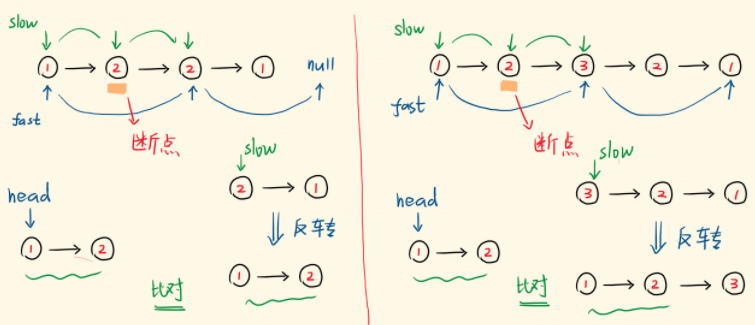 slow
1 → 2 → 2 → 1 null
fast
断点
slow
2 → 1
head
反转
1 → 2
1 → 2
比对
slow
1 → 2 → 3 → 2 → 1
fast
断点
slow
3 → 2 → 1
head
反转
1 → 2
1 → 2 → 3
比对